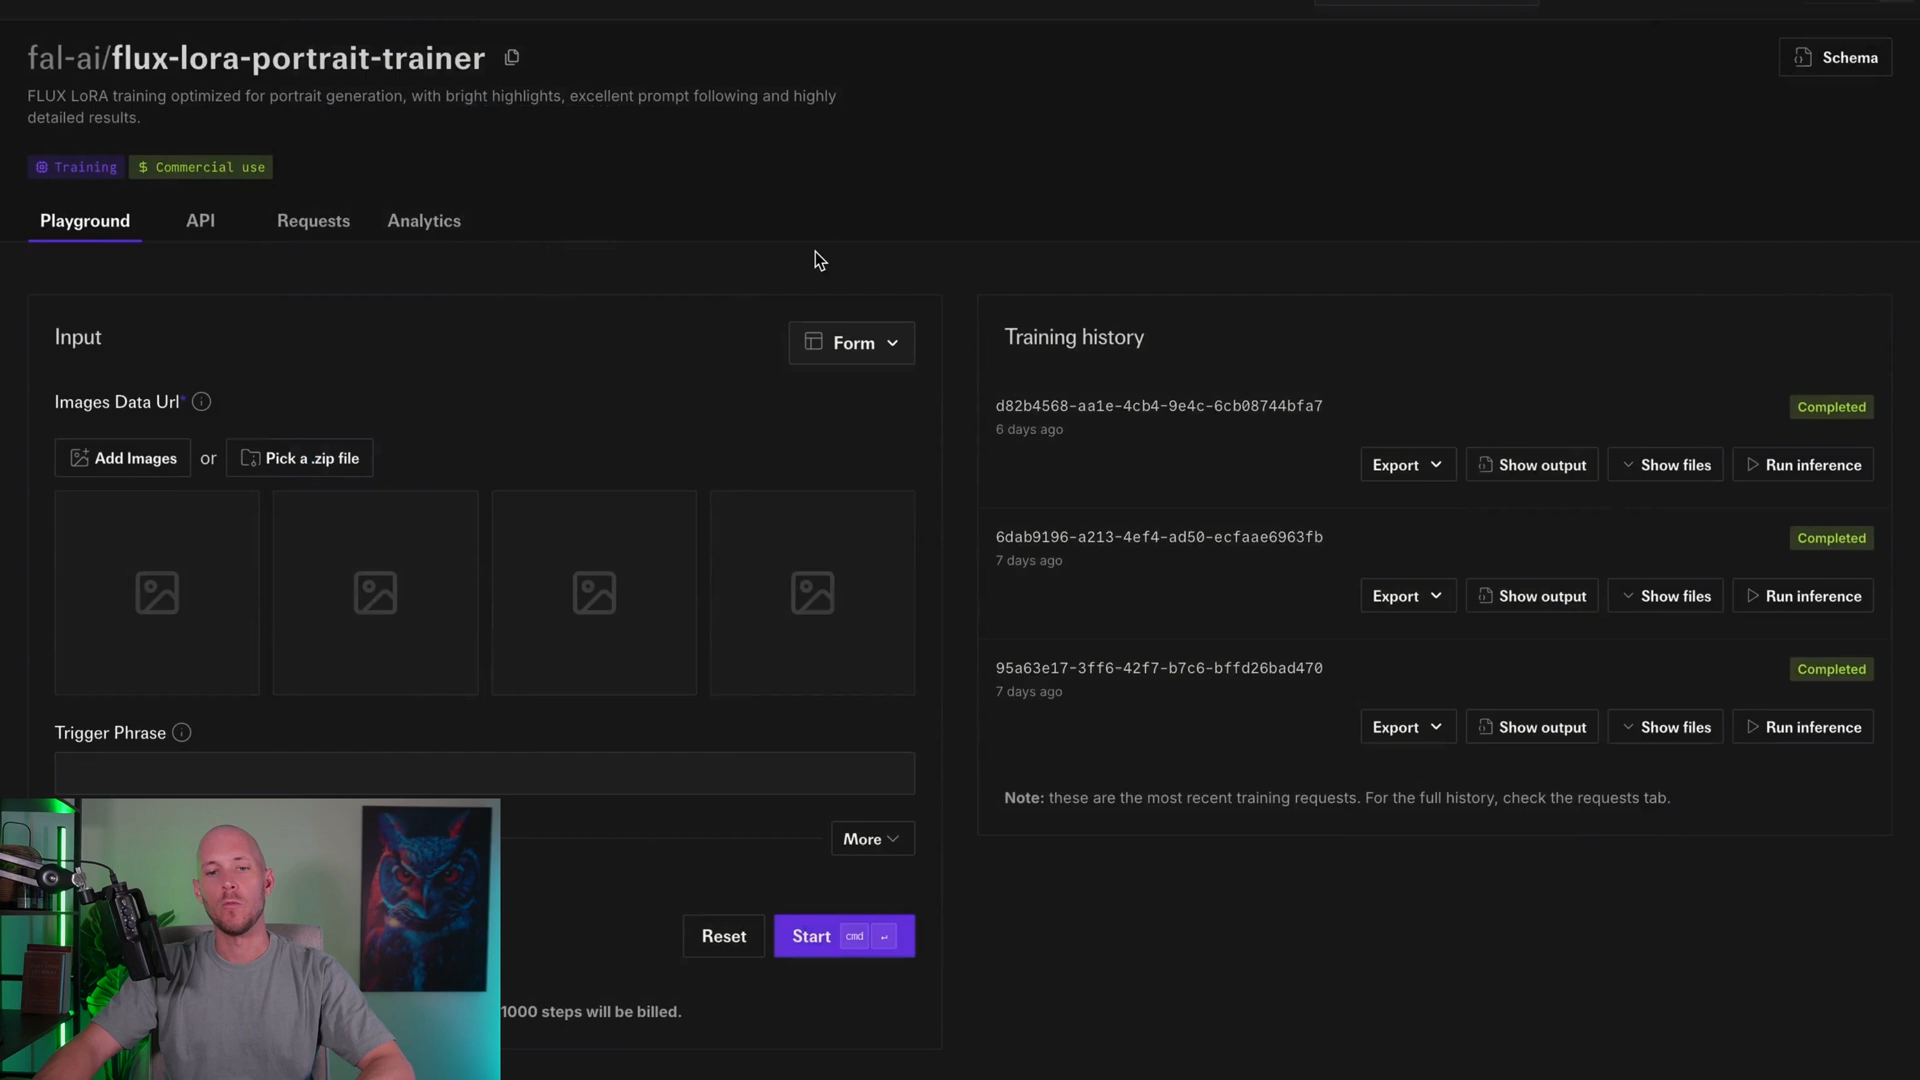 fal-ai/flux-lora-portrait-trainer
Schema
FLUX LoRA training optimized for portrait generation, with bright highlights, excellent prompt following and highly
detailed results.
Training
$ Commercial use
Playground
API
Requests
Analytics
Input
Form
Images Data Url*
Add Images
or
Pick a .zip file
Trigger Phrase
More
Reset
Start cmd ↵
1000 steps will be billed.
Training history
d82b4568-aa1e-4cb4-9e4c-6cb08744bfa7
Completed
6 days ago
Export
Show output
Show files
Run inference
6dab9196-a213-4ef4-ad50-ecfaae6963fb
Completed
7 days ago
Export
Show output
Show files
Run inference
95a63e17-3ff6-42f7-b7c6-bffd26bad470
Completed
7 days ago
Export
Show output
Show files
Run inference
Note: these are the most recent training requests. For the full history, check the requests tab.